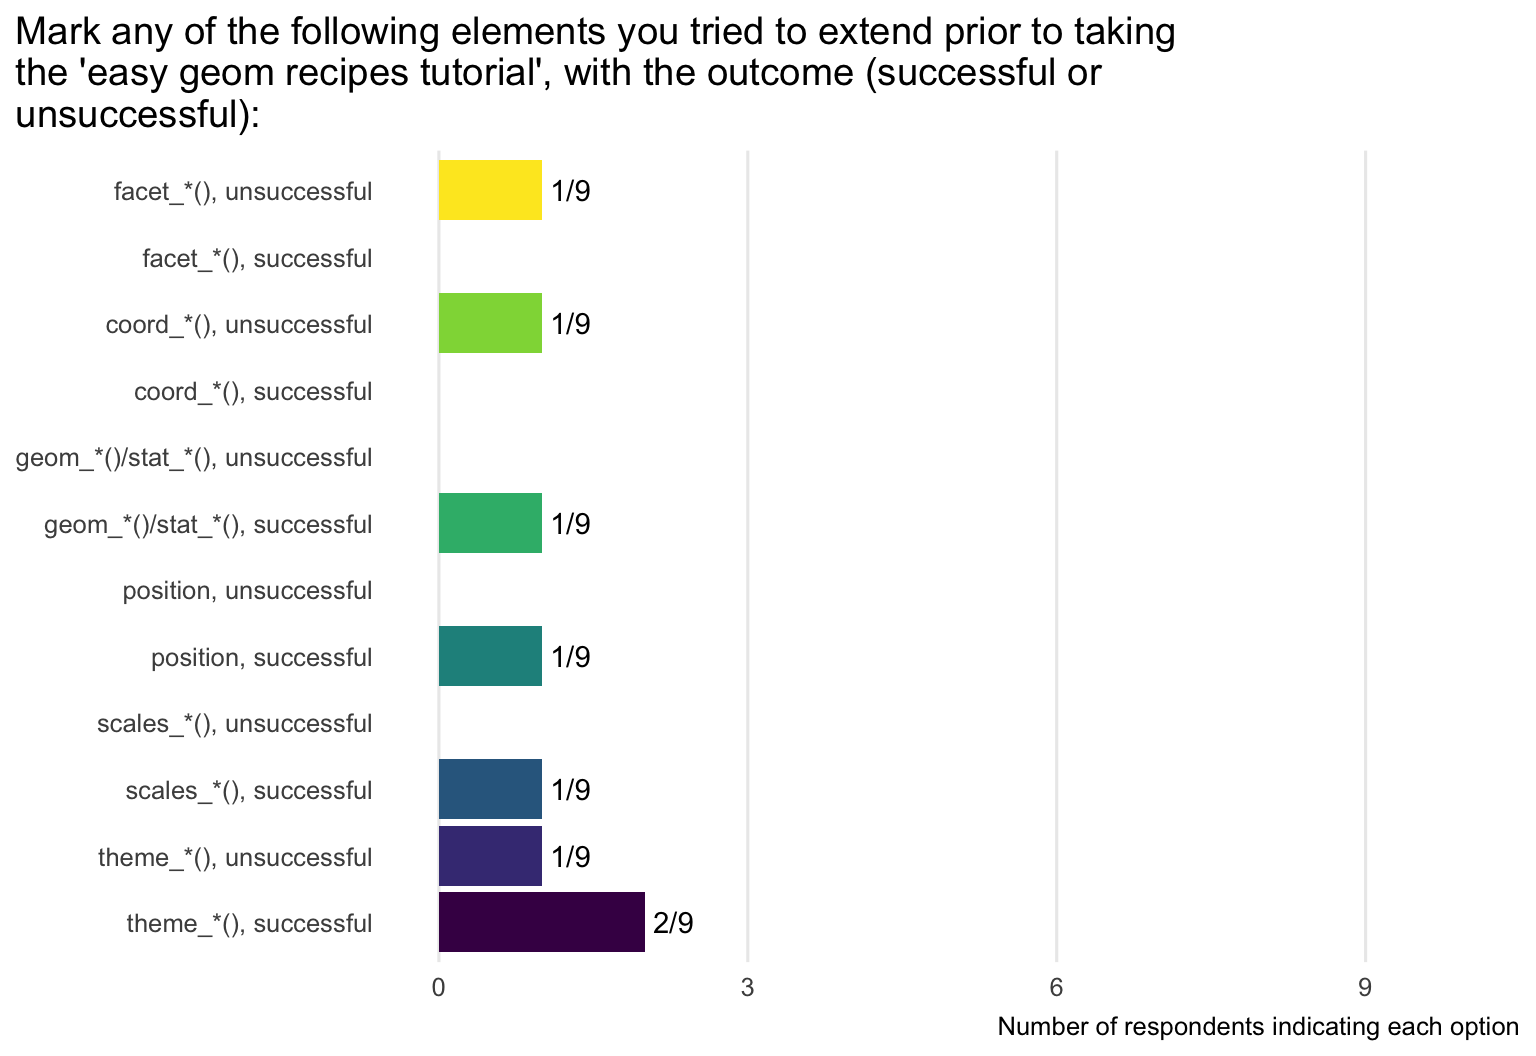 Mark any of the following elements you tried to extend prior to taking
the 'easy geom recipes tutorial', with the outcome (successful or
unsuccessful):
facet_*(), unsuccessful 1/9
facet_*(), successful
coord_*(), unsuccessful 1/9
coord_*(), successful
geom_*()/stat_*(), unsuccessful
geom_*()/stat_*(), successful 1/9
position, unsuccessful
position, successful 1/9
scales_*(), unsuccessful
scales_*(), successful 1/9
theme_*(), unsuccessful 1/9
theme_*(), successful 2/9
0 3 6 9
Number of respondents indicating each option